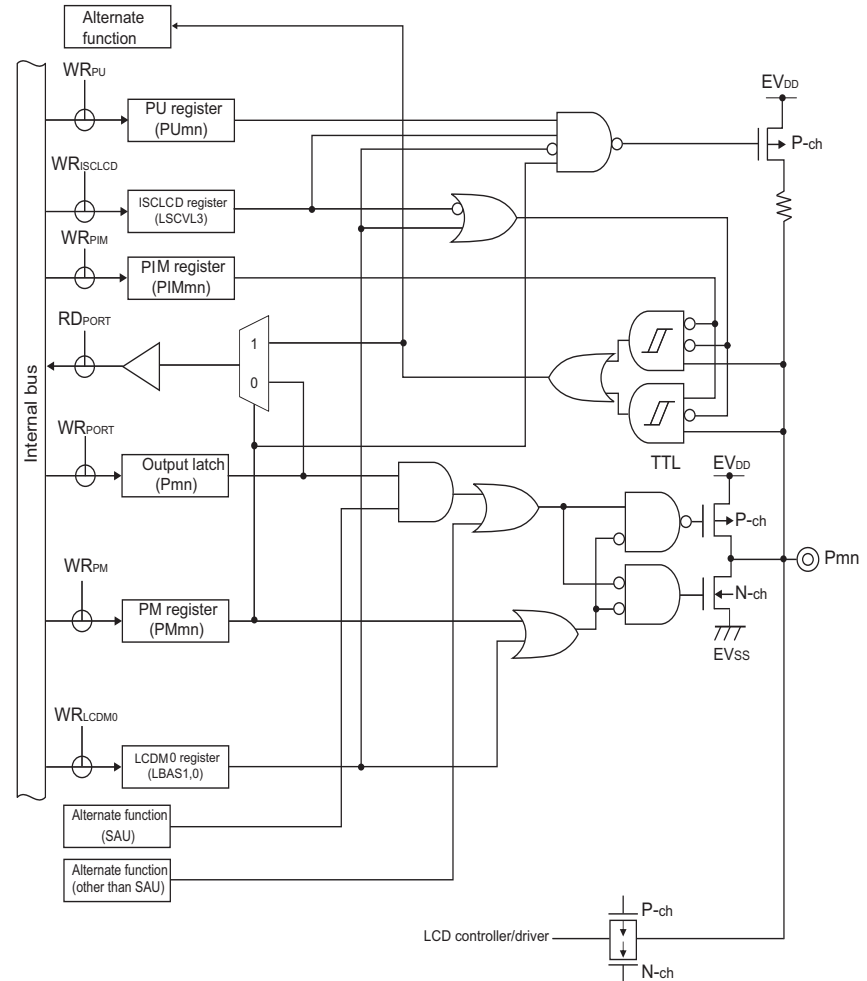 Alternate
function
WRPU
PU register
(PUmn)
EVDD
P-ch
WRISCLCD
ISCLCD register
(LSCVL3)
WRPIM
PIM register
(PIMmn)
RDPORT
1
0
Internal bus
WRPORT
Output latch
(Pmn)
TTL
EVDD
P-ch
Pmn
WRPM
PM register
(PMmn)
N-ch
EVSS
WRLCDM0
LCDM0 register
(LBAS1,0)
Alternate function
(SAU)
Alternate function
(other than SAU)
P-ch
LCD controller/driver
N-ch